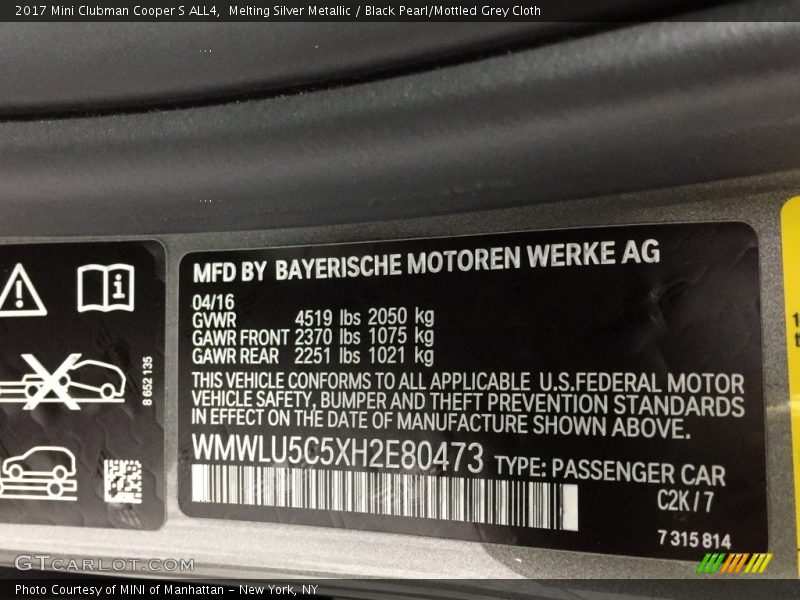 2017 Mini Clubman Cooper S ALL4,  Melting Silver Metallic / Black Pearl/Mottled Grey Cloth
MFD BY BAYERISCHE MOTOREN WERKE AG
04/16
GVWR 4519 lbs 2050 kg
GAWR FRONT 2370 lbs 1075 kg
GAWR REAR 2251 lbs 1021 kg
THIS VEHICLE CONFORMS TO ALL APPLICABLE U.S.FEDERAL MOTOR
VEHICLE SAFETY, BUMPER AND THEFT PREVENTION STANDARDS
IN EFFECT ON THE DATE OF MANUFACTURE SHOWN ABOVE.
WMWLU5C5XH2E80473 TYPE: PASSENGER CAR
C2K / 7
7 315 814
8 652 135
GTCARLOT.COM
Photo Courtesy of MINI of Manhattan - New York, NY